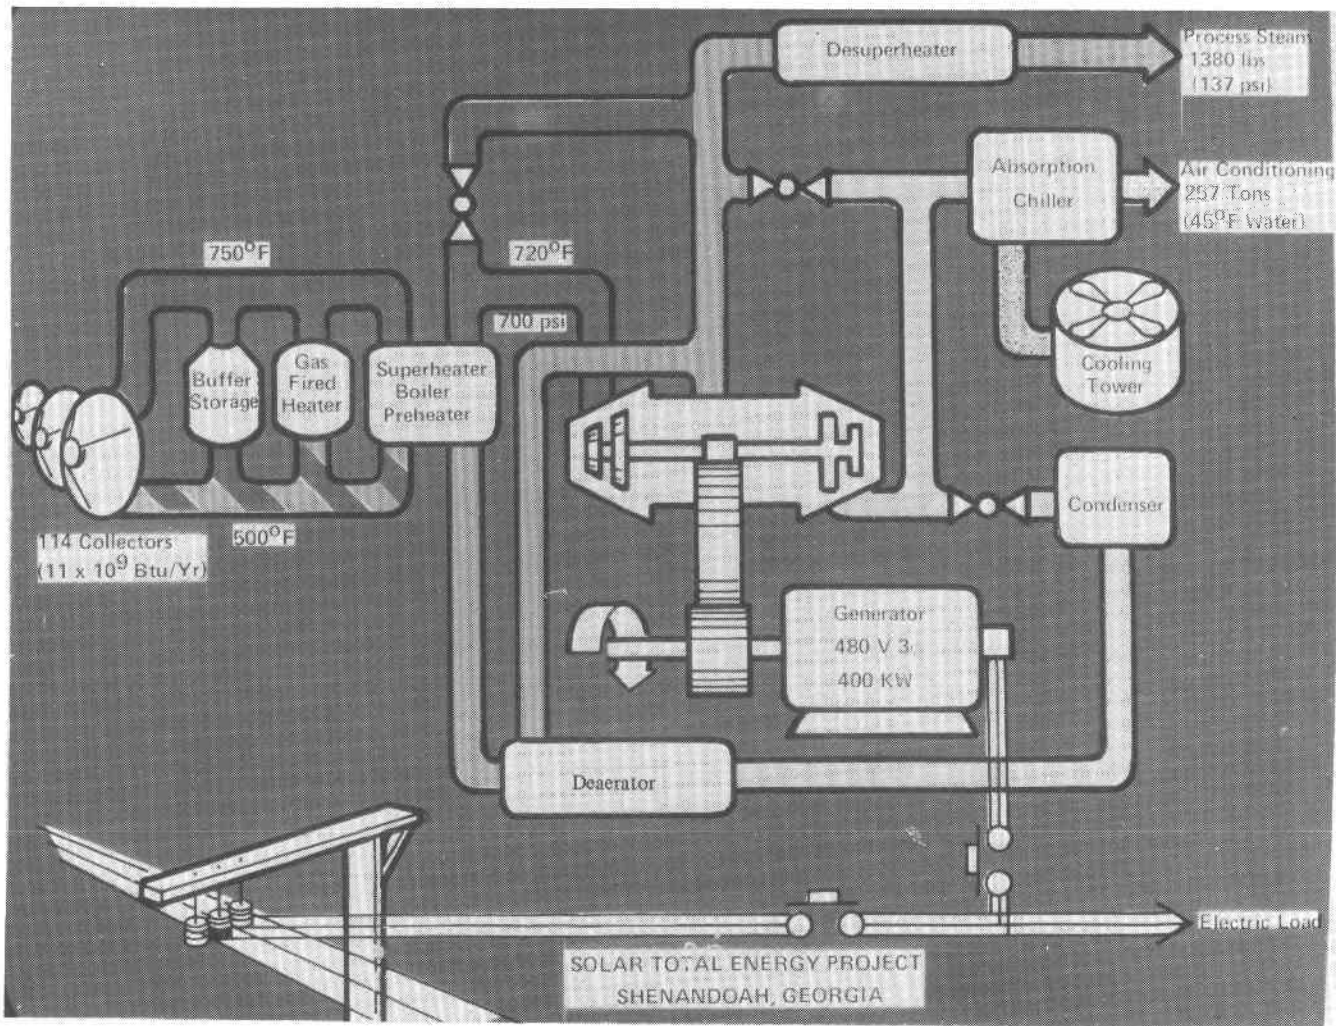 Desuperheater
Process Steam
1380 lbs
(137 psi)
Absorption
Chiller
Air Conditioning
257 Tons
(45°F Water)
750°F
720°F
700 psi
Buffer
Storage
Gas
Fired
Heater
Superheater
Boiler
Preheater
Cooling
Tower
Condenser
114 Collectors
(11 x 10⁹ Btu/Yr)
500°F
Generator
480 V 3
400 KW
Deaerator
Electric Load
SOLAR TOTAL ENERGY PROJECT
SHENANDOAH, GEORGIA